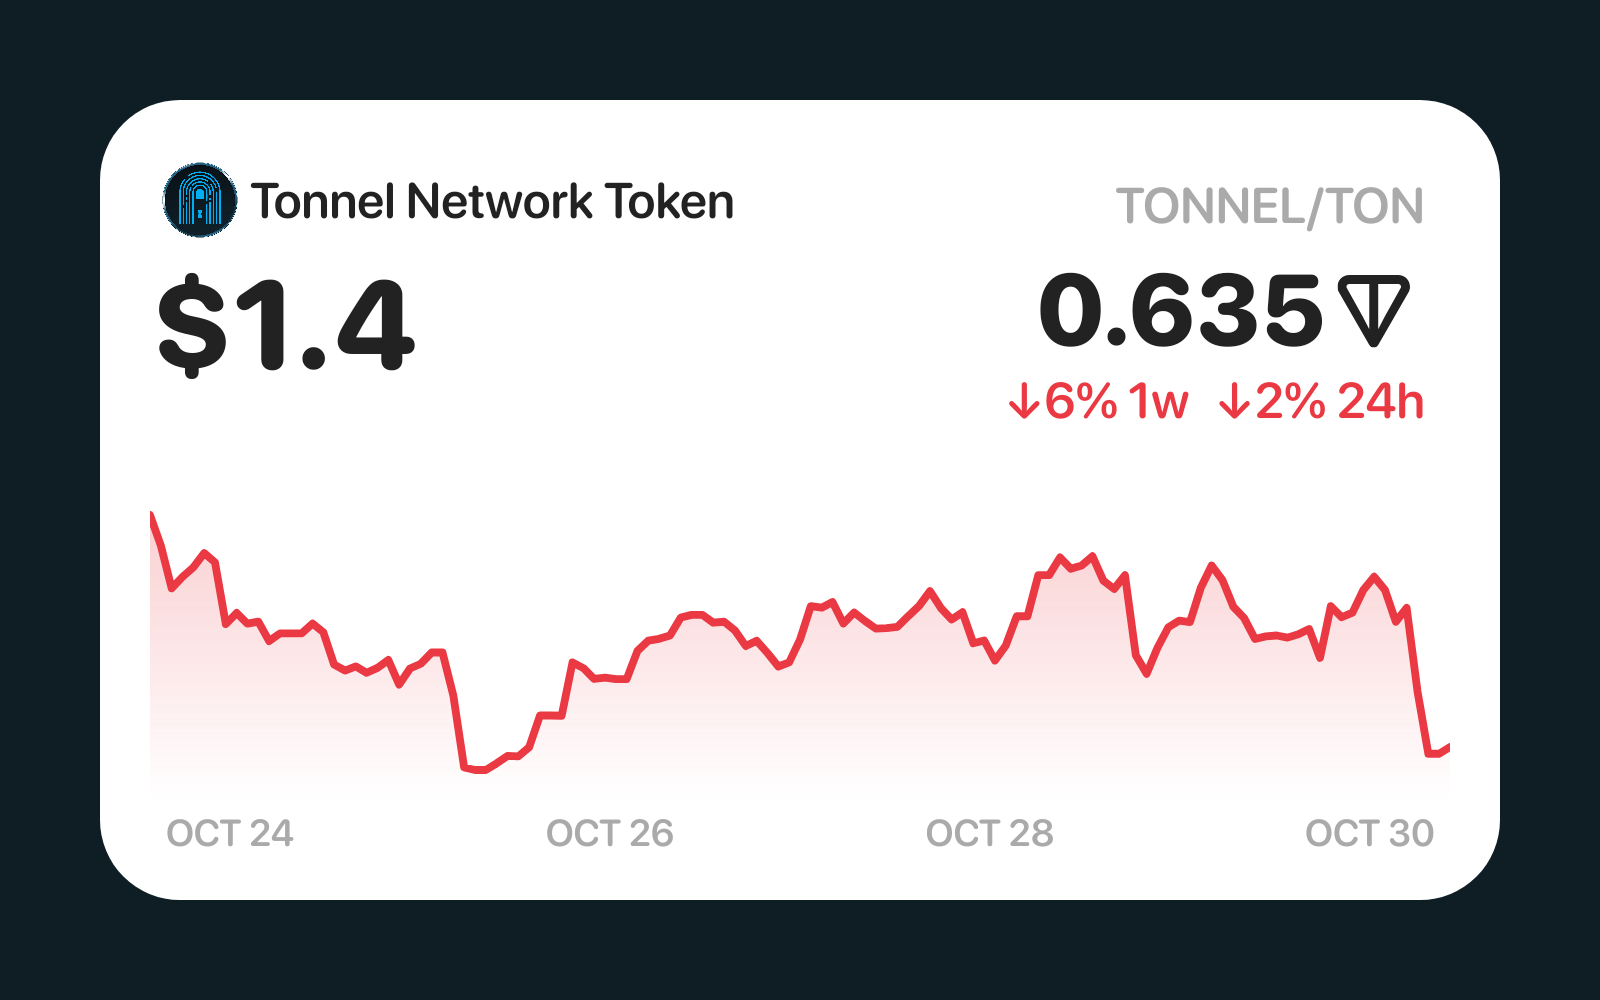 Tonnel Network Token
TONNEL/TON
$1.4
0.635
↓6% 1w ↓2% 24h
OCT 24 OCT 26 OCT 28 OCT 30